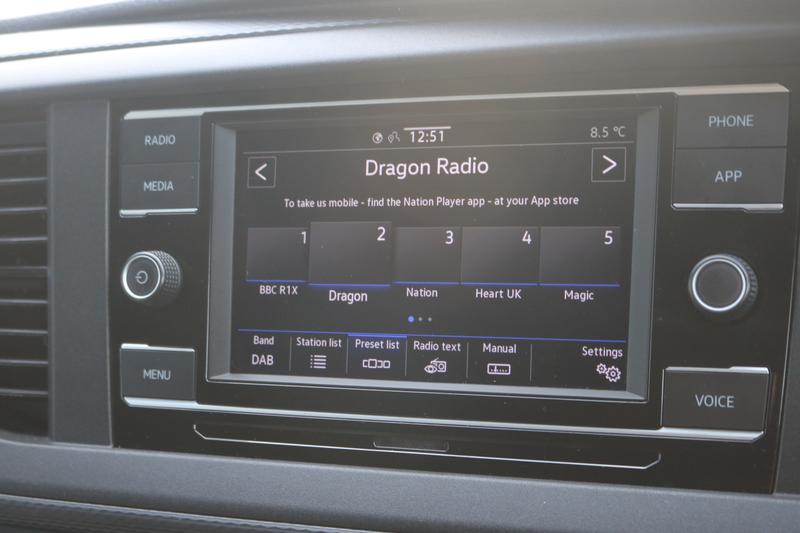 RADIO
MEDIA
MENU
12:51
8.5 °C
<
Dragon Radio
>
To take us mobile - find the Nation Player app - at your App store
1 2 3 4 5
BBC R1X Dragon Nation Heart UK Magic
Band Station list Preset list Radio text Manual Settings
DAB
PHONE
APP
VOICE